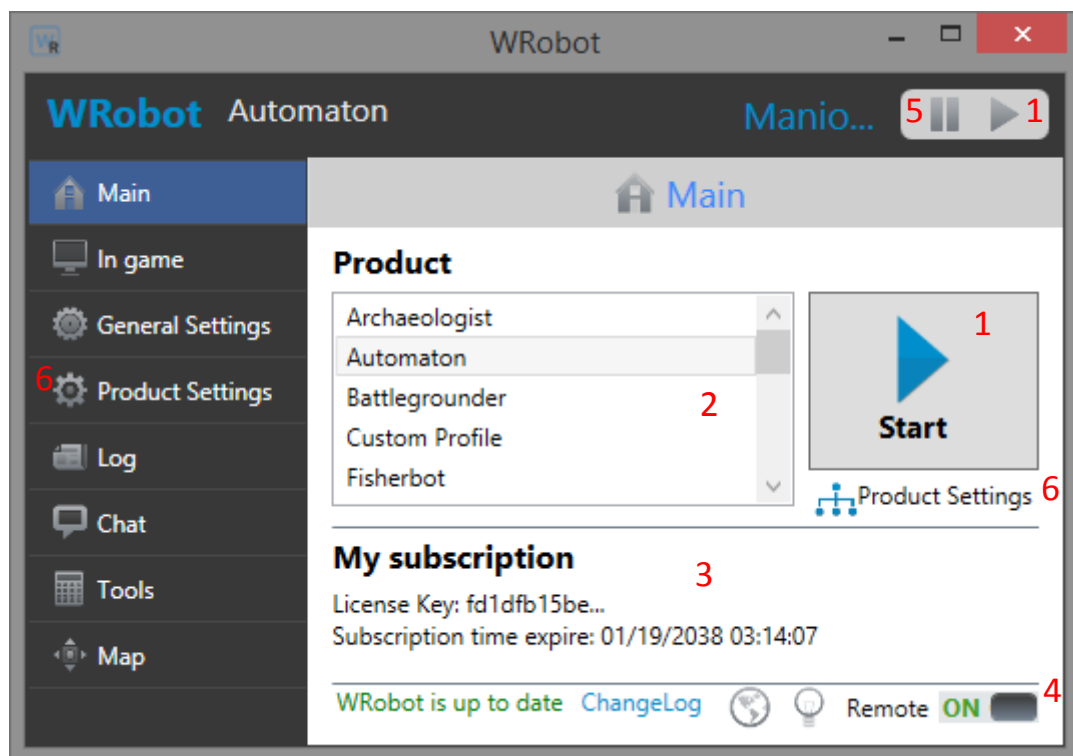 WR
WRobot
WRobot Automaton Manio... 5 1
Main
In game
General Settings
6 Product Settings
Log
Chat
Tools
Map
Main
Product
Archaeologist
Automaton
Battlegrounder
Custom Profile
Fisherbot
2
1
Start
Product Settings 6
My subscription
3
License Key: fd1dfb15be...
Subscription time expire: 01/19/2038 03:14:07
WRobot is up to date ChangeLog Remote ON 4